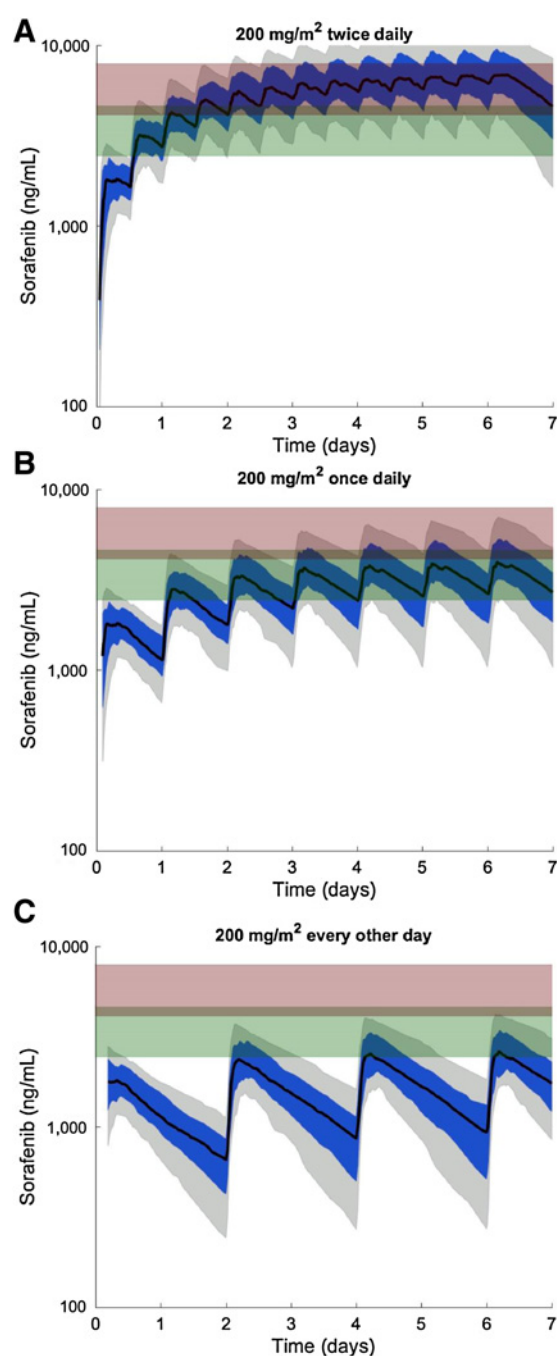 A
200 mg/m² twice daily
10,000
1,000
100
Sorafenib (ng/mL)
0 1 2 3 4 5 6 7
Time (days)
B
200 mg/m² once daily
10,000
1,000
100
Sorafenib (ng/mL)
0 1 2 3 4 5 6 7
Time (days)
C
200 mg/m² every other day
10,000
1,000
100
Sorafenib (ng/mL)
0 1 2 3 4 5 6 7
Time (days)